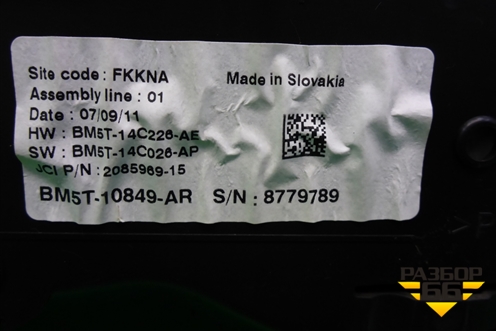 Site code : FKKNA
Made in Slovakia
Assembly line : 01
Date : 07/09/11
HW : BM5T-14C226-AE
SW : BM5T-14C026-AP
JCI P/N : 2085969-15
BM5T-10849-AR S/N : 8779789
РАЗБОР
66